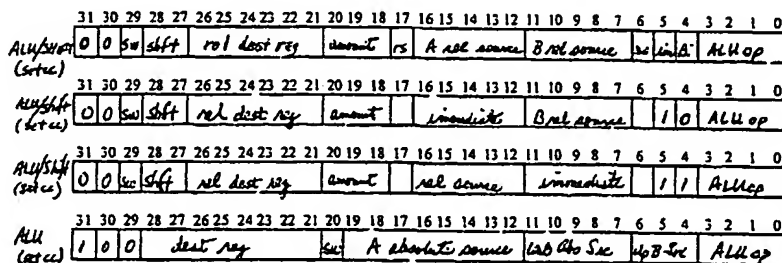 31 30 29 28 27 26 25 24 23 22 21 20 19 18 17 16 15 14 13 12 11 10 9 8 7 6 5 4 3 2 1 0
ALU/Shift 0 0 shft rel dest reg amount rs A rel source B rel source ALU op
(setcc)
31 30 29 28 27 26 25 24 23 22 21 20 19 18 17 16 15 14 13 12 11 10 9 8 7 6 5 4 3 2 1 0
ALU/Shift 0 0 shft rel dest reg amount immediate B rel source 1 0 ALU op
(setcc)
31 30 29 28 27 26 25 24 23 22 21 20 19 18 17 16 15 14 13 12 11 10 9 8 7 6 5 4 3 2 1 0
ALU/Shift 0 0 shft rel dest reg amount rel source immediate 1 1 ALU op
(setcc)
31 30 29 28 27 26 25 24 23 22 21 20 19 18 17 16 15 14 13 12 11 10 9 8 7 6 5 4 3 2 1 0
ALU 1 0 0 dest reg A absolute source Abs Src B Src ALU op
(setcc)